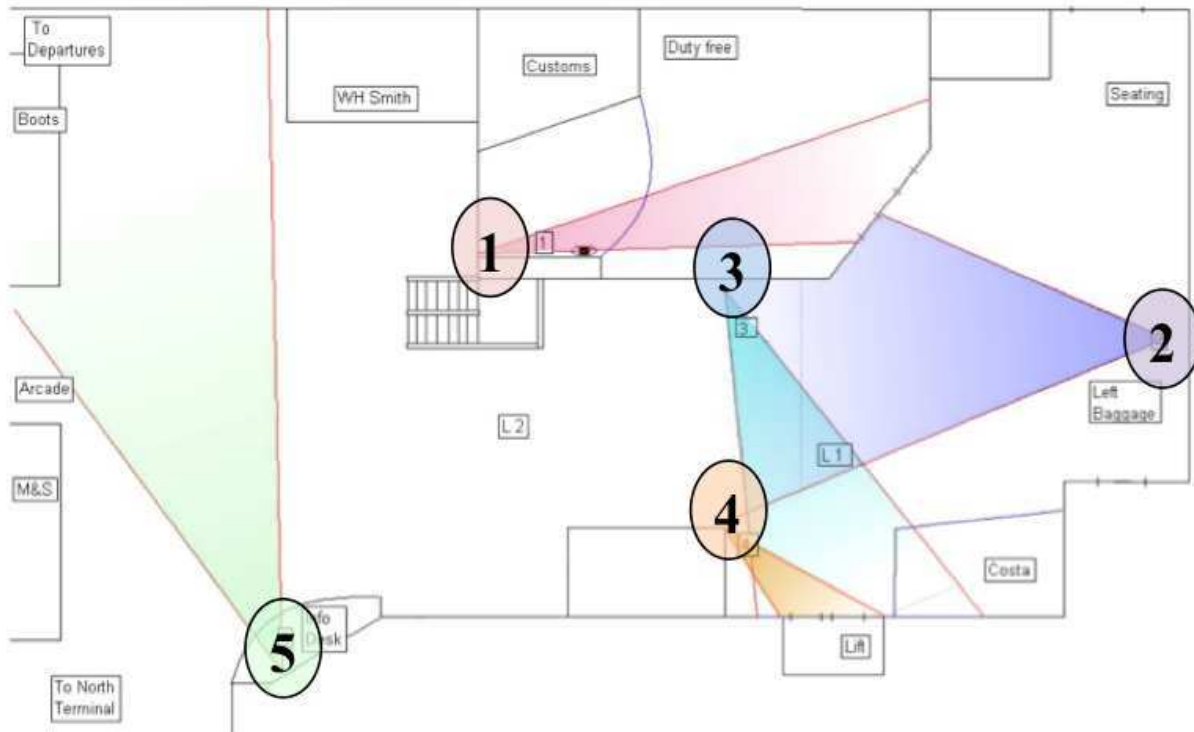 To
Departures
Boots
WH Smith
Customs
Duty free
Seating
1
1
3
3
2
Arcade
Left
Baggage
L 2
L 1
M&S
4
Costa
5
Desk
Lift
To North
Terminal